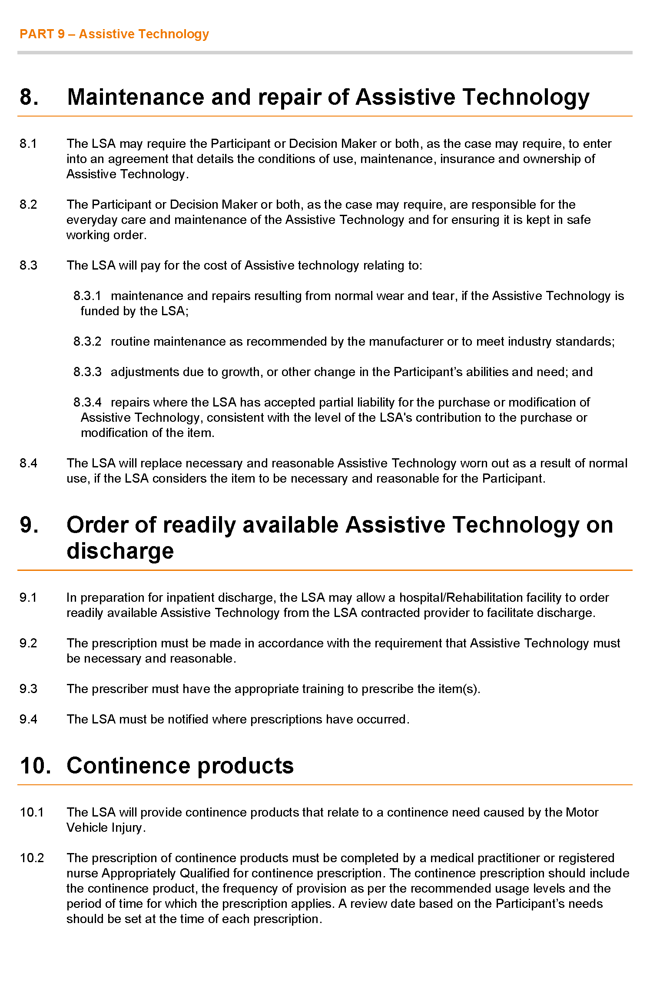 PART 9 – Assistive Technology
8. Maintenance and repair of Assistive Technology
8.1 The LSA may require the Participant or Decision Maker or both, as the case may require, to enter
into an agreement that details the conditions of use, maintenance, insurance and ownership of
Assistive Technology.
8.2 The Participant or Decision Maker or both, as the case may require, are responsible for the
everyday care and maintenance of the Assistive Technology and for ensuring it is kept in safe
working order.
8.3 The LSA will pay for the cost of Assistive technology relating to:
8.3.1 maintenance and repairs resulting from normal wear and tear, if the Assistive Technology is
funded by the LSA;
8.3.2 routine maintenance as recommended by the manufacturer or to meet industry standards;
8.3.3 adjustments due to growth, or other change in the Participant’s abilities and need; and
8.3.4 repairs where the LSA has accepted partial liability for the purchase or modification of
Assistive Technology, consistent with the level of the LSA's contribution to the purchase or
modification of the item.
8.4 The LSA will replace necessary and reasonable Assistive Technology worn out as a result of normal
use, if the LSA considers the item to be necessary and reasonable for the Participant.
9. Order of readily available Assistive Technology on
discharge
9.1 In preparation for inpatient discharge, the LSA may allow a hospital/Rehabilitation facility to order
readily available Assistive Technology from the LSA contracted provider to facilitate discharge.
9.2 The prescription must be made in accordance with the requirement that Assistive Technology must
be necessary and reasonable.
9.3 The prescriber must have the appropriate training to prescribe the item(s).
9.4 The LSA must be notified where prescriptions have occurred.
10. Continence products
10.1 The LSA will provide continence products that relate to a continence need caused by the Motor
Vehicle Injury.
10.2 The prescription of continence products must be completed by a medical practitioner or registered
nurse Appropriately Qualified for continence prescription. The continence prescription should include
the continence product, the frequency of provision as per the recommended usage levels and the
period of time for which the prescription applies. A review date based on the Participant’s needs
should be set at the time of each prescription.